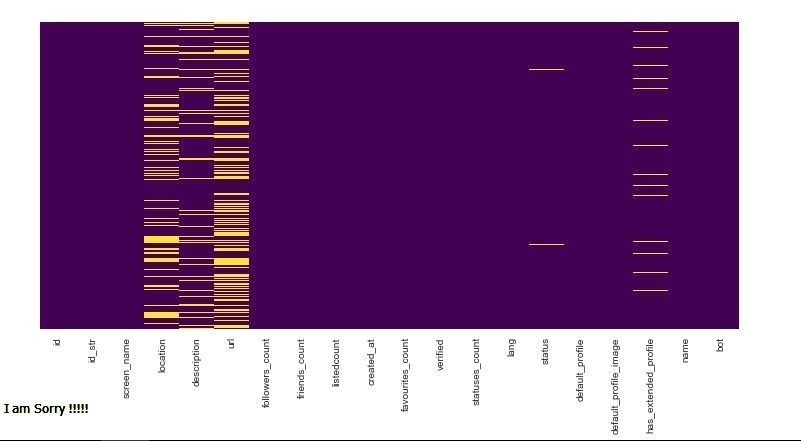 id
id_str
screen_name
location
description
url
followers_count
friends_count
listedcount
created_at
favourites_count
verified
statuses_count
lang
status
default_profile
default_profile_image
has_extended_profile
name
bot
I am Sorry !!!!!